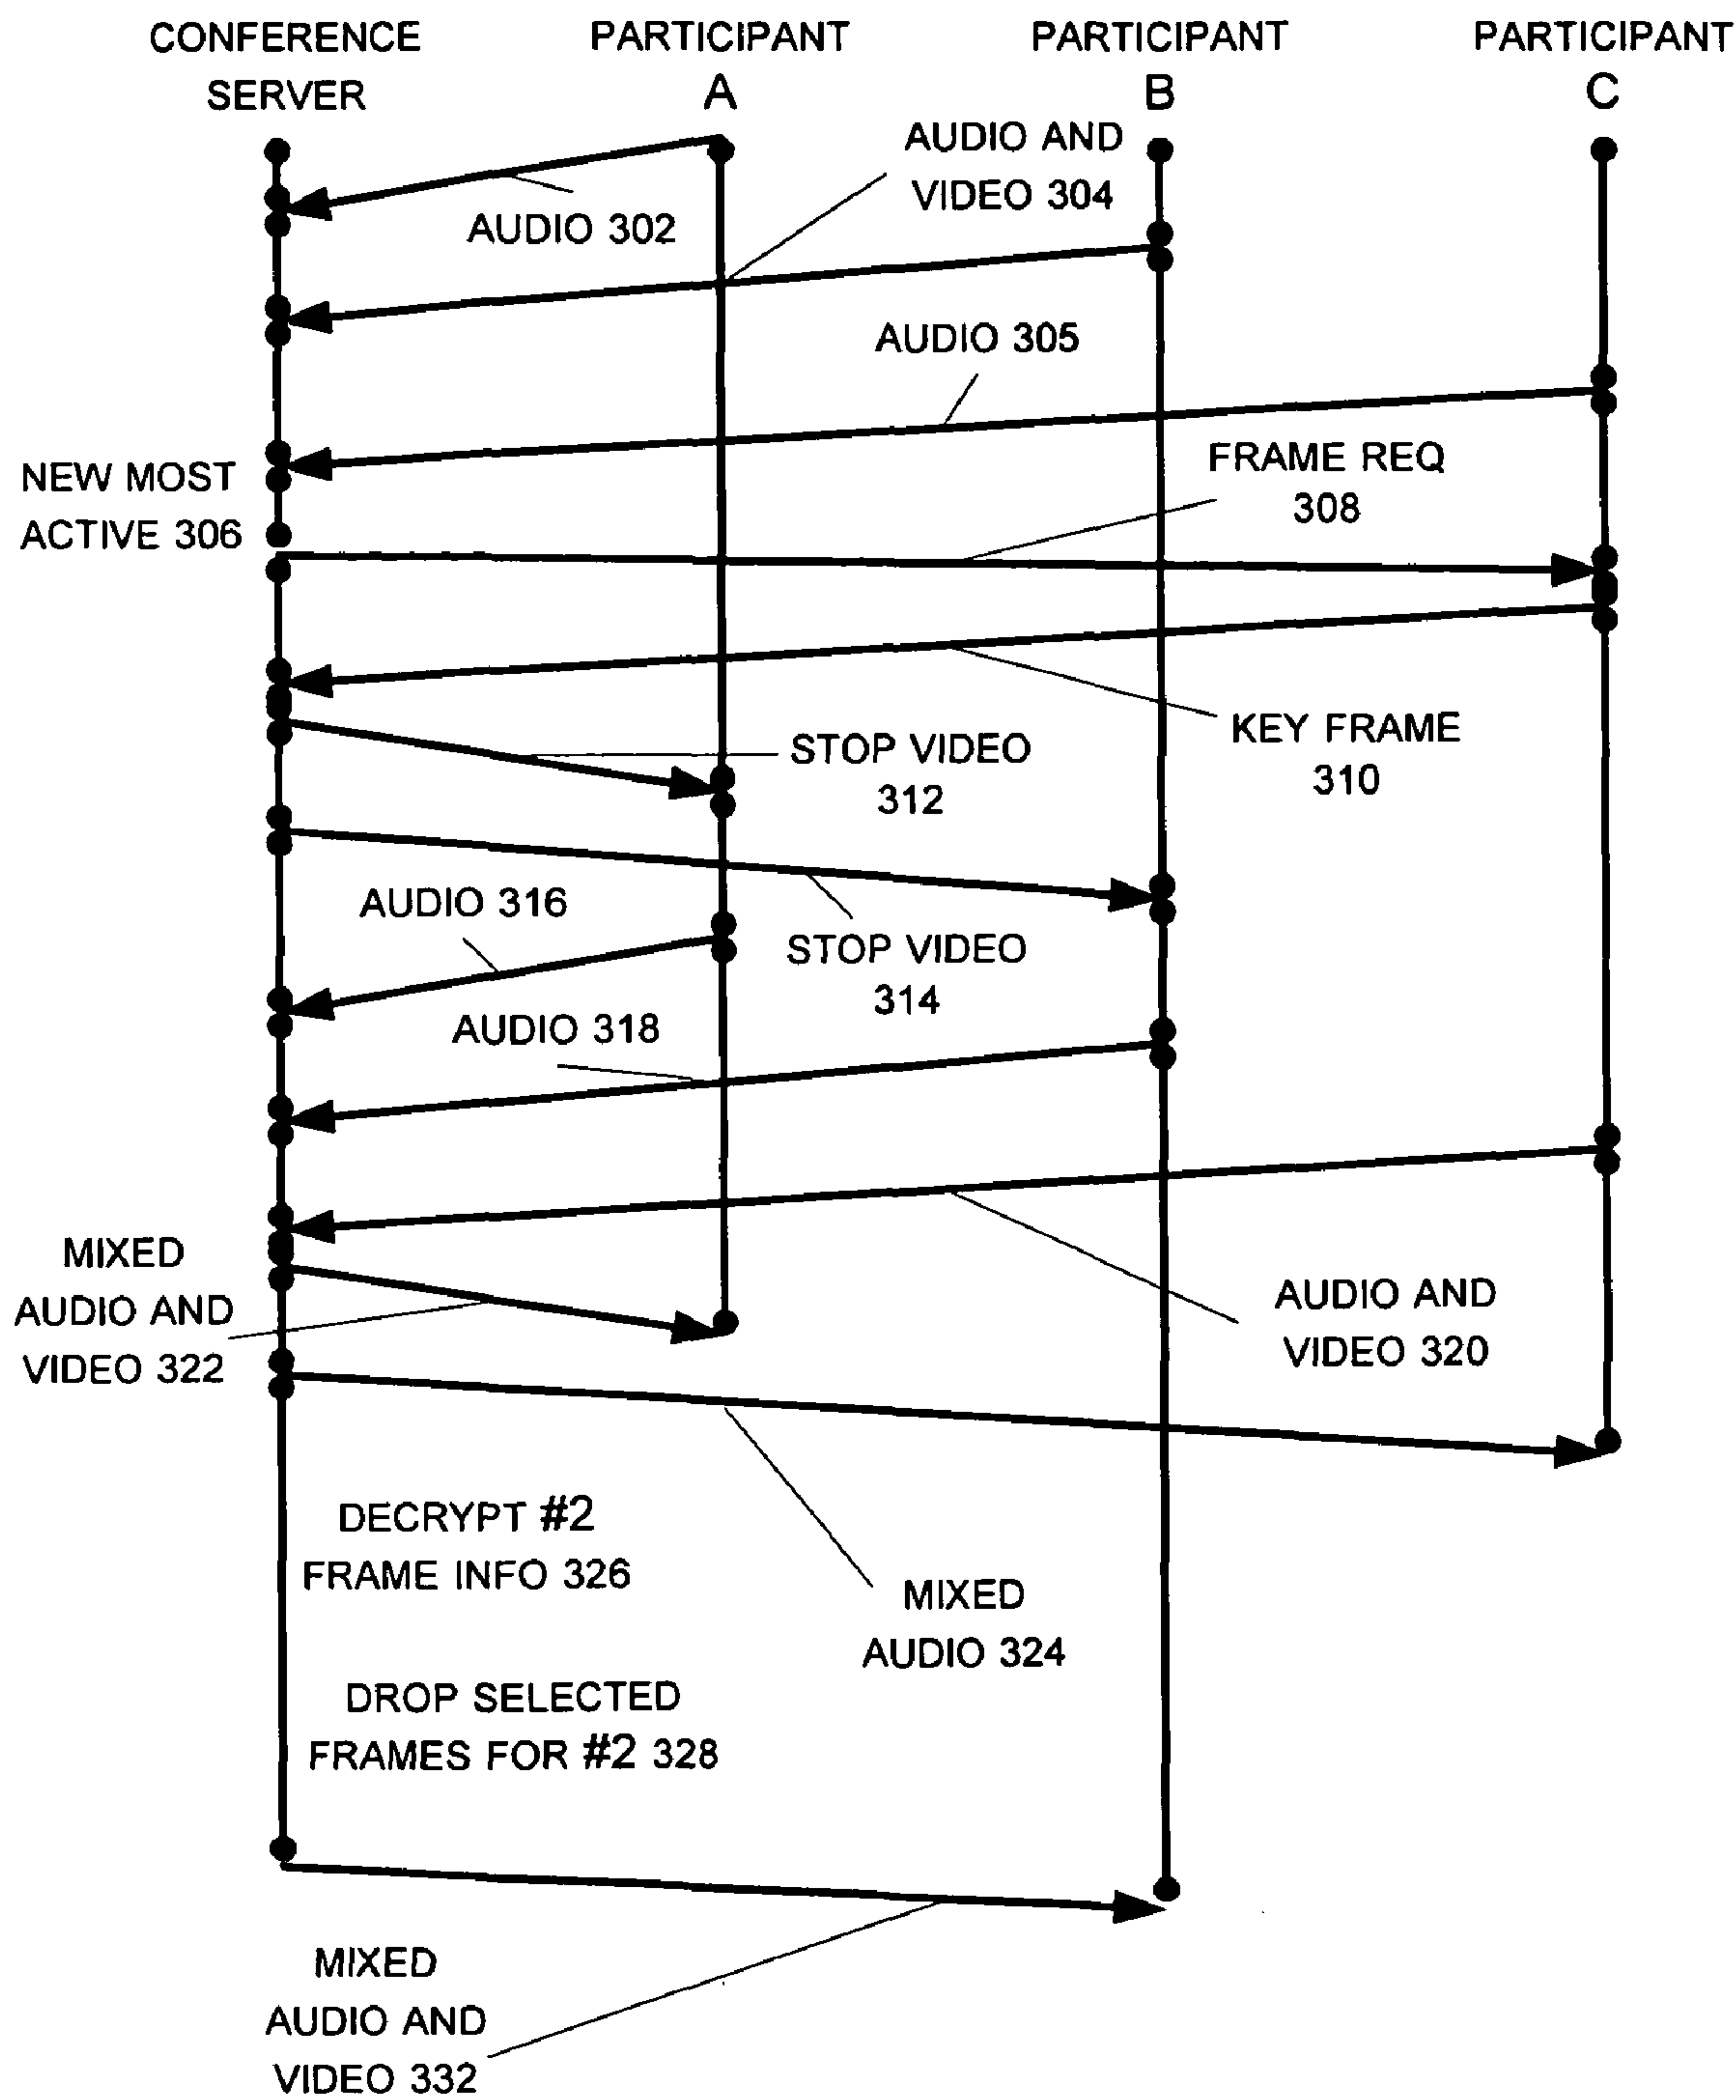 CONFERENCE
SERVER
PARTICIPANT
A
PARTICIPANT
B
PARTICIPANT
C
AUDIO AND
VIDEO 304
AUDIO 302
AUDIO 305
NEW MOST
ACTIVE 306
FRAME REQ
308
KEY FRAME
310
STOP VIDEO
312
AUDIO 316
STOP VIDEO
314
AUDIO 318
MIXED
AUDIO AND
VIDEO 322
AUDIO AND
VIDEO 320
DECRYPT #2
FRAME INFO 326
MIXED
AUDIO 324
DROP SELECTED
FRAMES FOR #2 328
MIXED
AUDIO AND
VIDEO 332